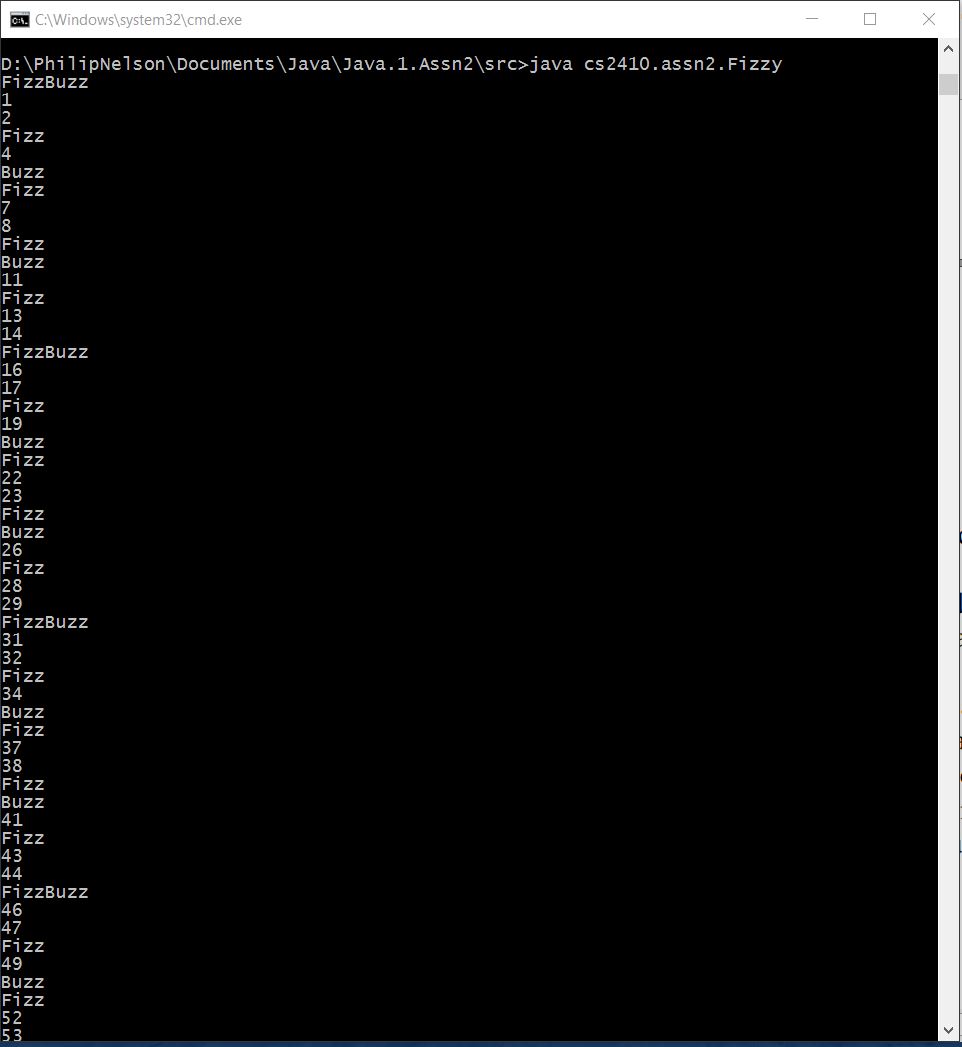 C:\Windows\system32\cmd.exe
D:\PhilipNelson\Documents\Java\Java.1.Assn2\src>java cs2410.assn2.Fizzy
FizzBuzz
1
2
Fizz
4
Buzz
Fizz
7
8
Fizz
Buzz
11
Fizz
13
14
FizzBuzz
16
17
Fizz
19
Buzz
Fizz
22
23
Fizz
Buzz
26
Fizz
28
29
FizzBuzz
31
32
Fizz
34
Buzz
Fizz
37
38
Fizz
Buzz
41
Fizz
43
44
FizzBuzz
46
47
Fizz
49
Buzz
Fizz
52
53